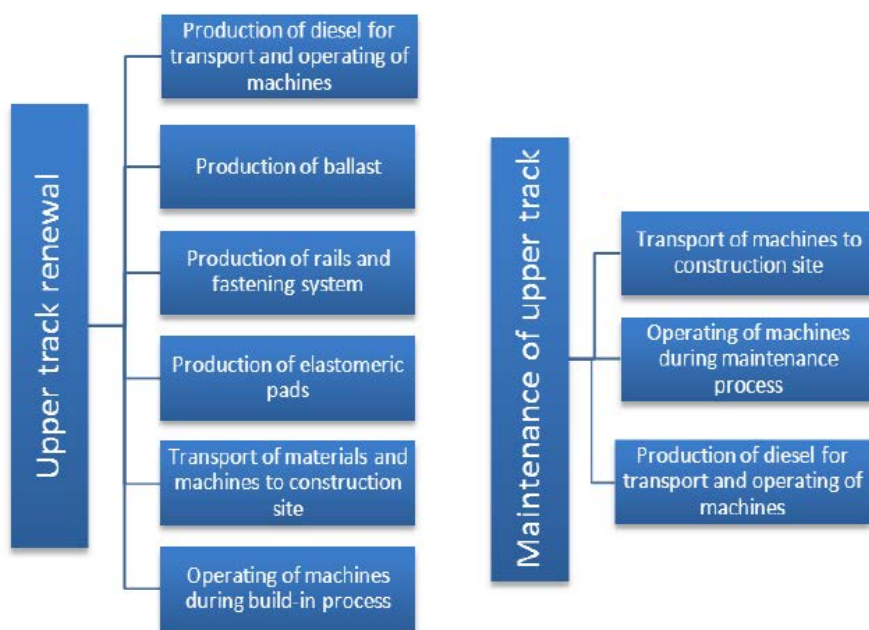 Upper track renewal
Production of diesel for
transport and operating of
machines
Production of ballast
Production of rails and
fastening system
Production of elastomeric
pads
Transport of materials and
machines to construction
site
Operating of machines
during build-in process
Maintenance of upper track
Transport of machines to
construction site
Operating of machines
during maintenance
process
Production of diesel for
transport and operating of
machines